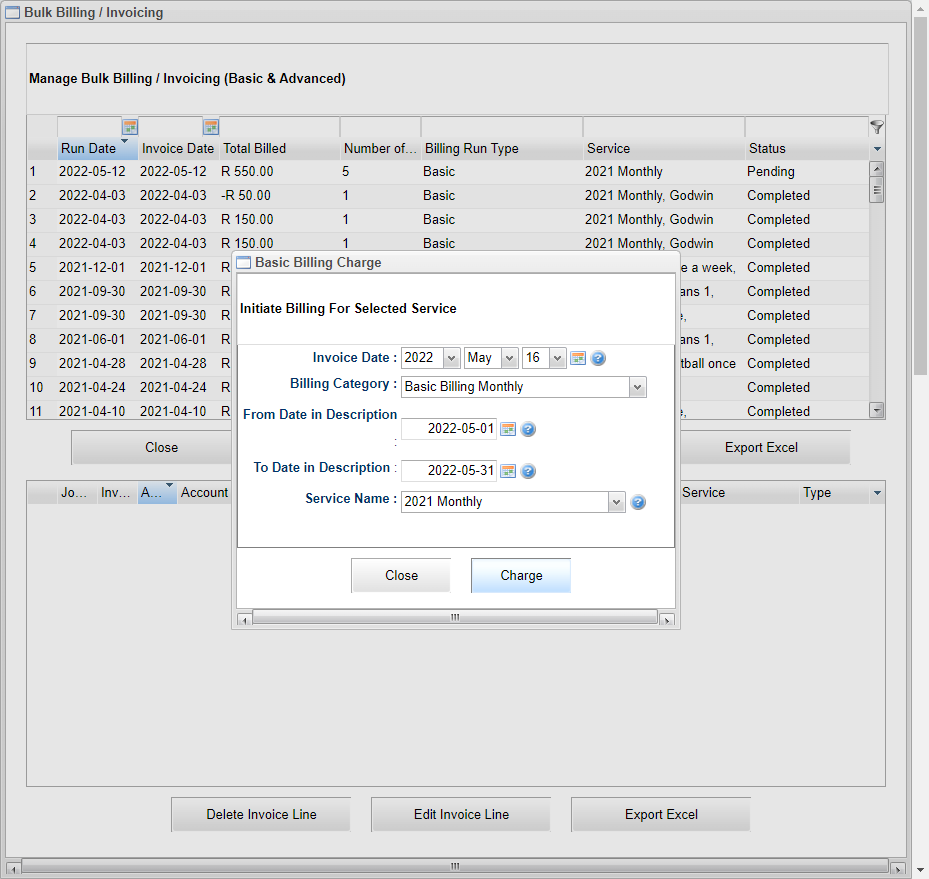 Bulk Billing / Invoicing
Manage Bulk Billing / Invoicing (Basic & Advanced)
Run Date Invoice Date Total Billed Number of... Billing Run Type Service Status
1 2022-05-12 2022-05-12 R 550.00 5 Basic 2021 Monthly Pending
2 2022-04-03 2022-04-03 -R 50.00 1 Basic 2021 Monthly, Godwin Completed
3 2022-04-03 2022-04-03 R 150.00 1 Basic 2021 Monthly, Godwin Completed
4 2022-04-03 2022-04-03 R 150.00 1 Basic 2021 Monthly, Godwin Completed
5 2021-12-01 2021-12-01 R e a week, Completed
6 2021-09-30 2021-09-30 R ans 1, Completed
7 2021-09-30 2021-09-30 R e, Completed
8 2021-06-01 2021-06-01 R ans 1, Completed
9 2021-04-28 2021-04-28 R tball once Completed
10 2021-04-24 2021-04-24 R Completed
11 2021-04-10 2021-04-10 R e, Completed
Close Export Excel
Jo... Inv... A... Account Service Type
Basic Billing Charge
Initiate Billing For Selected Service
Invoice Date : 2022 May 16
Billing Category : Basic Billing Monthly
From Date in Description
: 2022-05-01
To Date in Description : 2022-05-31
Service Name : 2021 Monthly
Close Charge
Delete Invoice Line Edit Invoice Line Export Excel